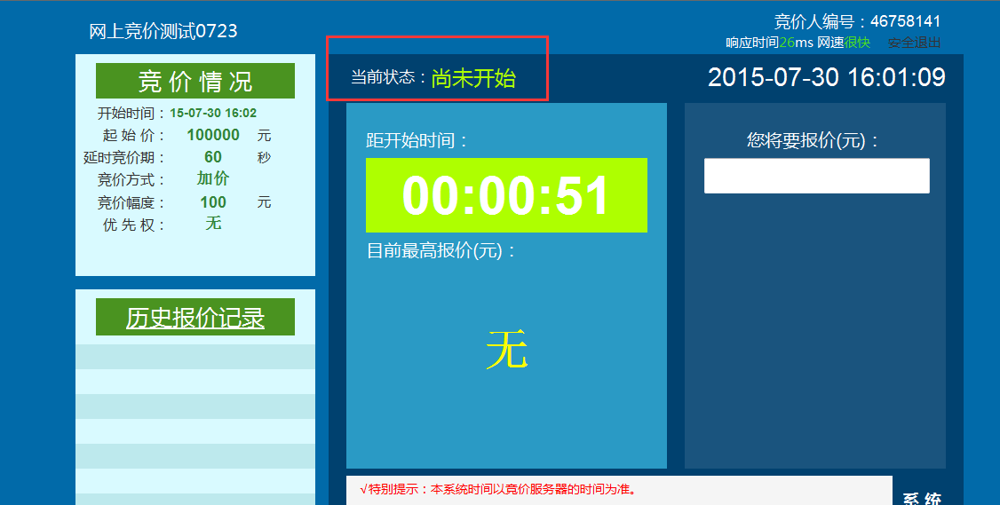 网上竞价测试0723
竞价人编号：46758141
响应时间26ms 网速很快 安全退出
竞 价 情 况
开始时间：15-07-30 16:02
起 始 价： 100000 元
延时竞价期： 60 秒
竞价方式： 加价
竞价幅度： 100 元
优 先 权： 无
历史报价记录
当前状态：尚未开始
2015-07-30 16:01:09
距开始时间：
00:00:51
目前最高报价(元)：
无
您将要报价(元)：
√特别提示：本系统时间以竞价服务器的时间为准。
系 统